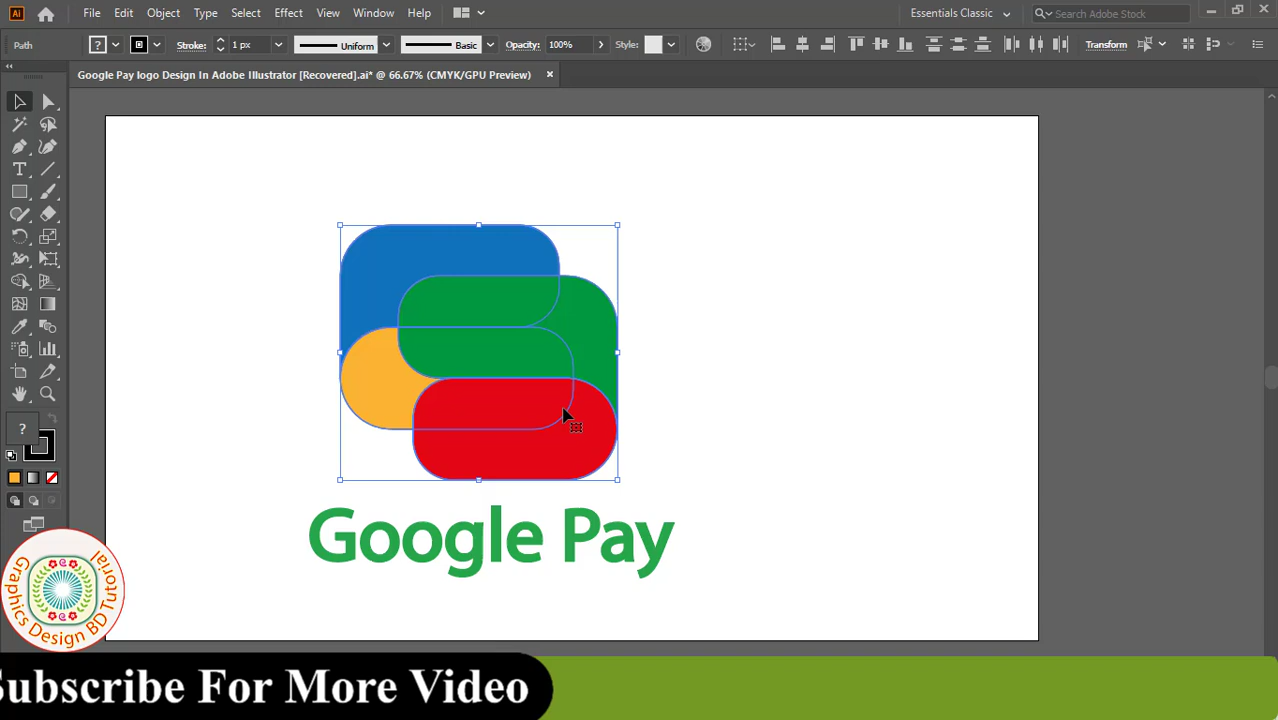 Ai File Edit Object Type Select Effect View Window Help Essentials Classic Search Adobe Stock
Path ? Stroke: 1 px Uniform Basic Opacity: 100% Style: Transform
Google Pay logo Design In Adobe Illustrator [Recovered].ai* @ 66.67% (CMYK/GPU Preview)
?
Google Pay
Graphics Design BD Tutorial
Subscribe For More Video